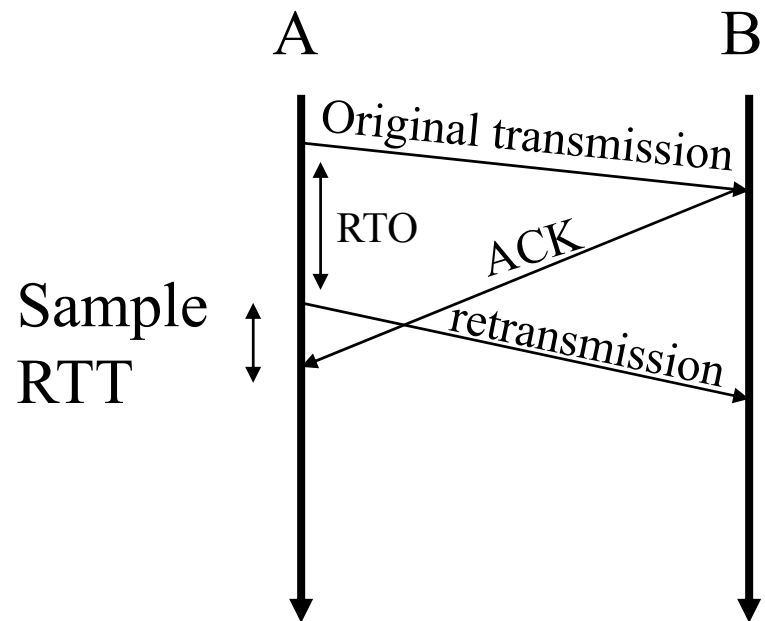 A
B
Original transmission
RTO
ACK
Sample
RTT
retransmission